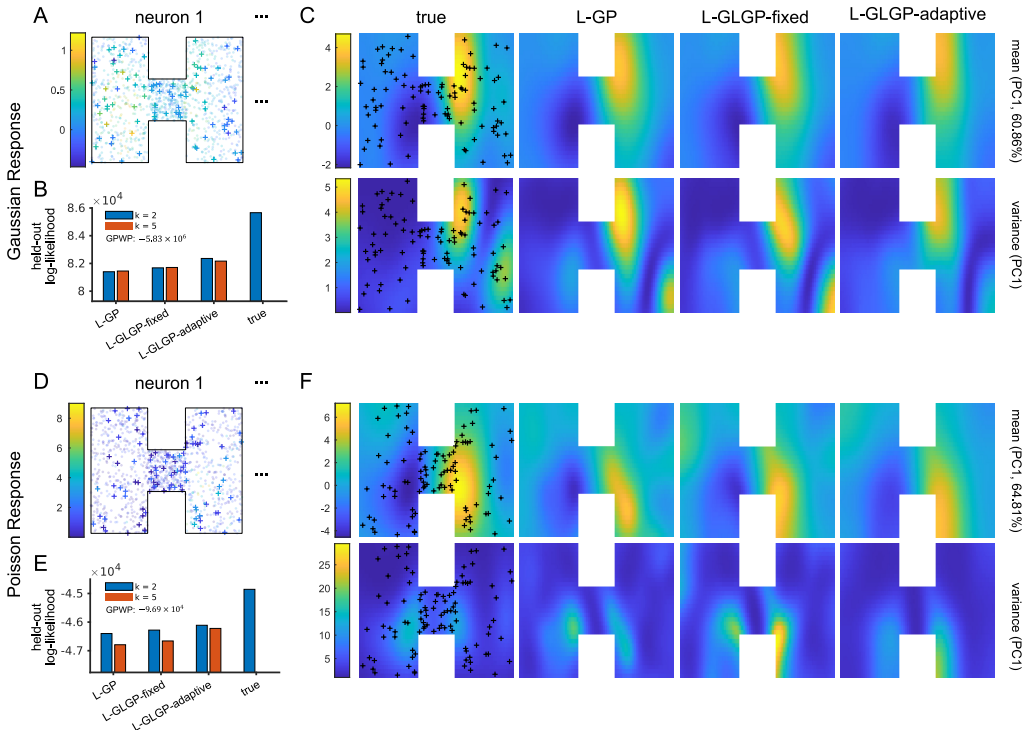 A
neuron 1
...
C
true
L-GP
L-GLGP-fixed
L-GLGP-adaptive
Gaussian Response
1
0.5
0
...
4
2
0
-2
mean (PC1, 60.86%)
B
×10⁴
8.6
8.4
8.2
8
held-out
log-likelihood
k = 2
k = 5
GPWP: −5.83 × 10⁶
L-GP
L-GLGP-fixed
L-GLGP-adaptive
true
5
4
3
2
1
variance (PC1)
D
neuron 1
...
F
Poisson Response
8
6
4
2
...
6
4
2
0
-2
-4
mean (PC1, 64.81%)
E
×10⁴
-4.5
-4.6
-4.7
held-out
log-likelihood
k = 2
k = 5
GPWP: −9.69 × 10⁴
L-GP
L-GLGP-fixed
L-GLGP-adaptive
true
25
20
15
10
5
variance (PC1)